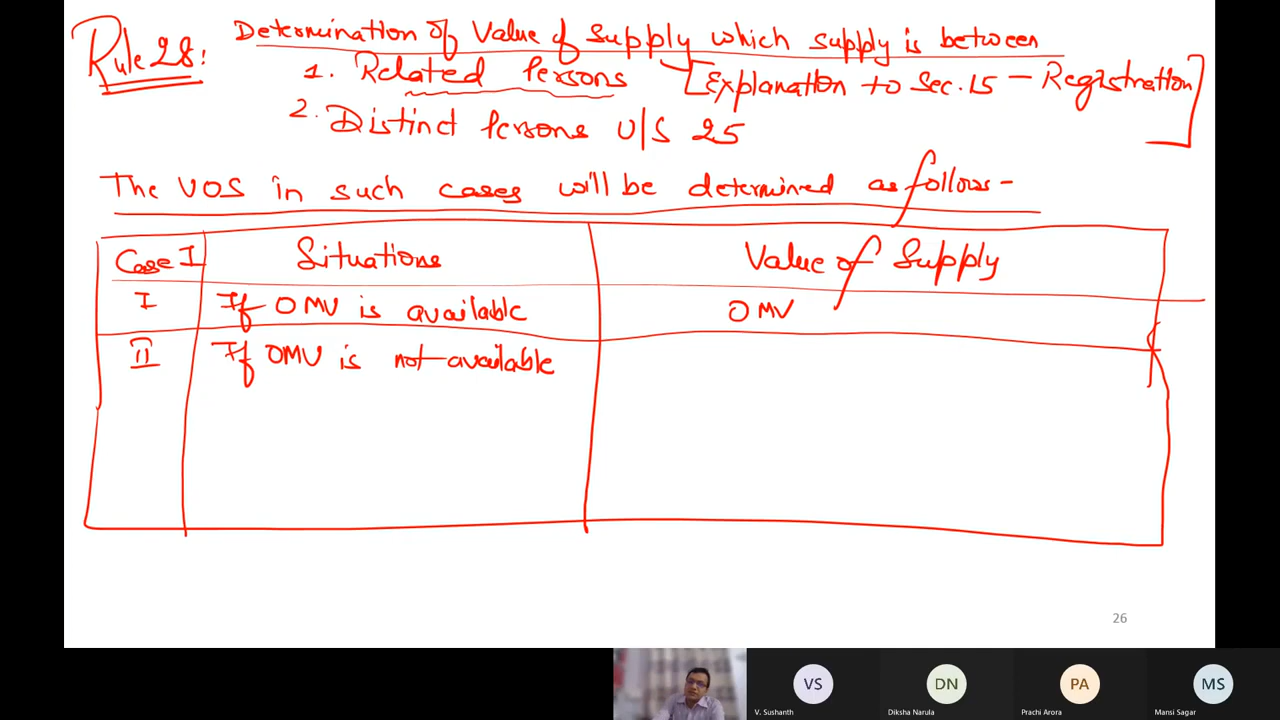 Rule 28: Determination Of Value of Supply which supply is between
1. Related Persons [Explanation to Sec. 15 - Registration]
2. Distinct Persons U/S 25
The VOS in such cases will be determined as follows -
Case I Situations Value of Supply
I If OMV is available OMV
II If OMV is not available
26
VS DN PA MS
V. Sushanth Diksha Narula Prachi Arora Mansi Sagar